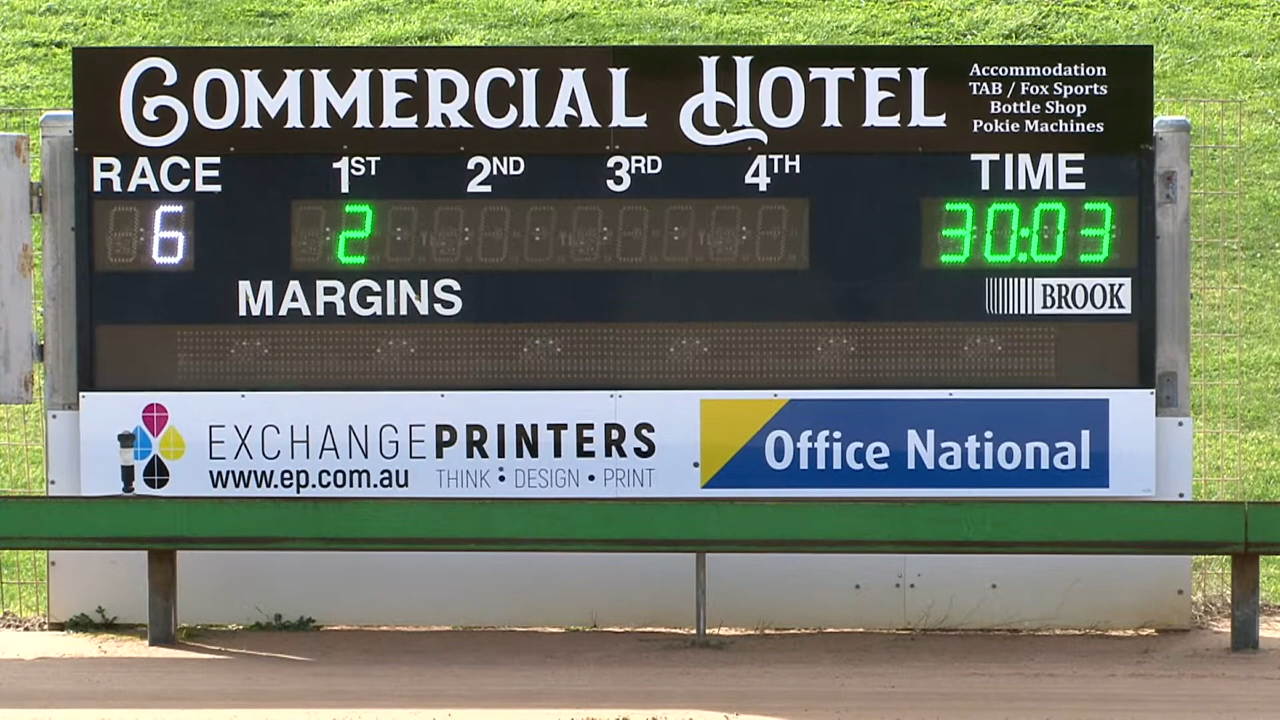 COMMERCIAL HOTEL
Accommodation
TAB / Fox Sports
Bottle Shop
Pokie Machines
RACE 1ST 2ND 3RD 4TH TIME
6 2 30:03
MARGINS
BROOK
EXCHANGEPRINTERS
www.ep.com.au THINK • DESIGN • PRINT
Office National